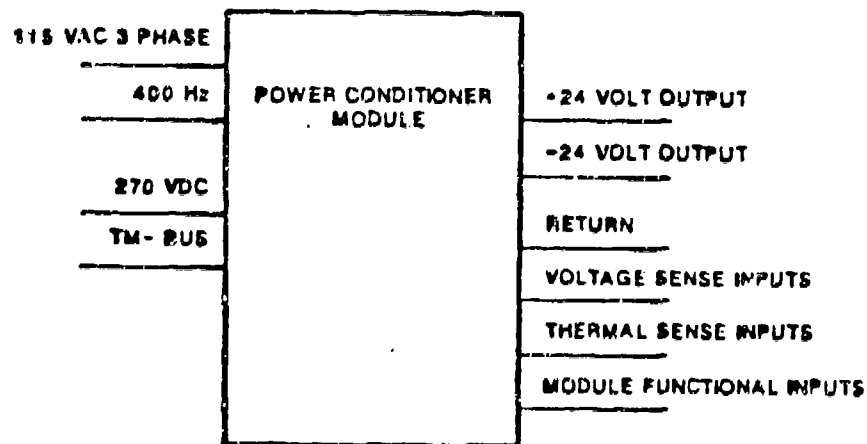 115 VAC 3 PHASE
400 Hz
270 VDC
TM- BUS
POWER CONDITIONER
MODULE
+24 VOLT OUTPUT
-24 VOLT OUTPUT
RETURN
VOLTAGE SENSE INPUTS
THERMAL SENSE INPUTS
MODULE FUNCTIONAL INPUTS